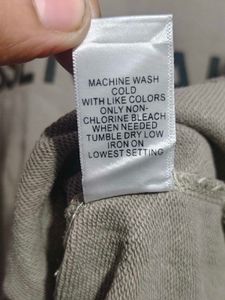 MACHINE WASH
COLD
WITH LIKE COLORS
ONLY NON-
CHLORINE BLEACH
WHEN NEEDED
TUMBLE DRY LOW
IRON ON
LOWEST SETTING